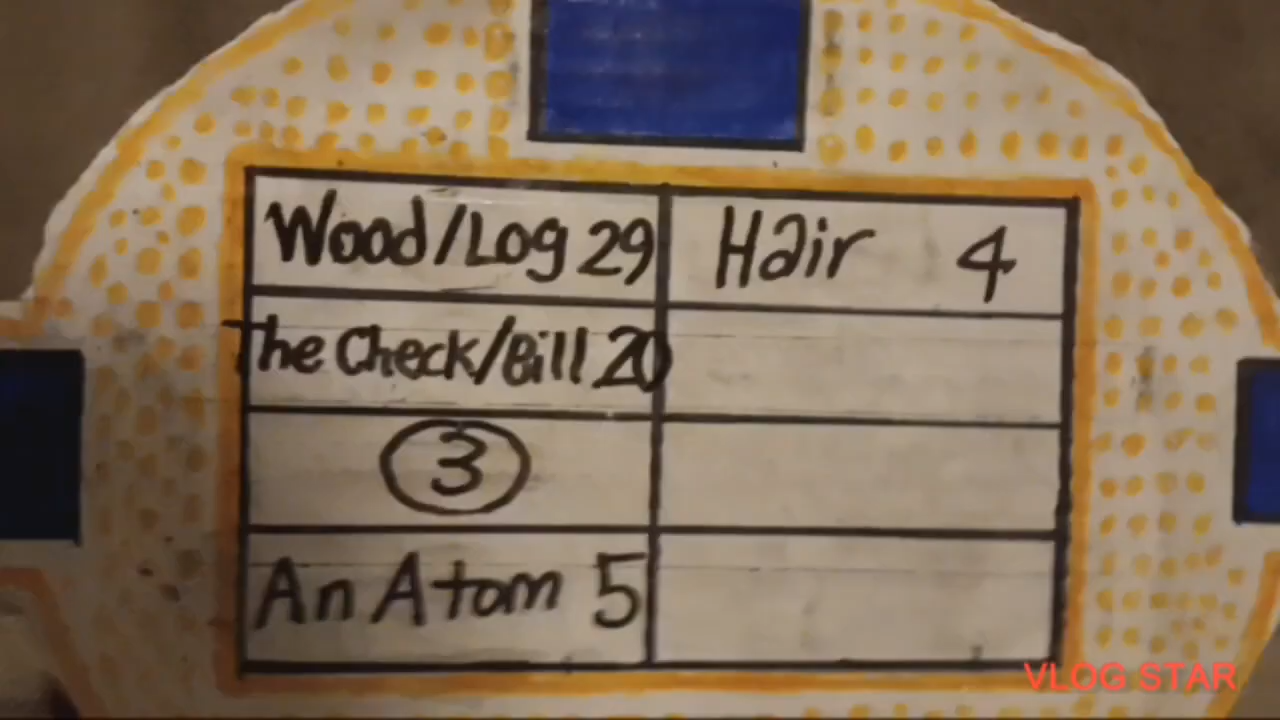 Wood/Log 29
Hair 4
The Check/Bill 20
3
An Atom 5
VLOG STAR